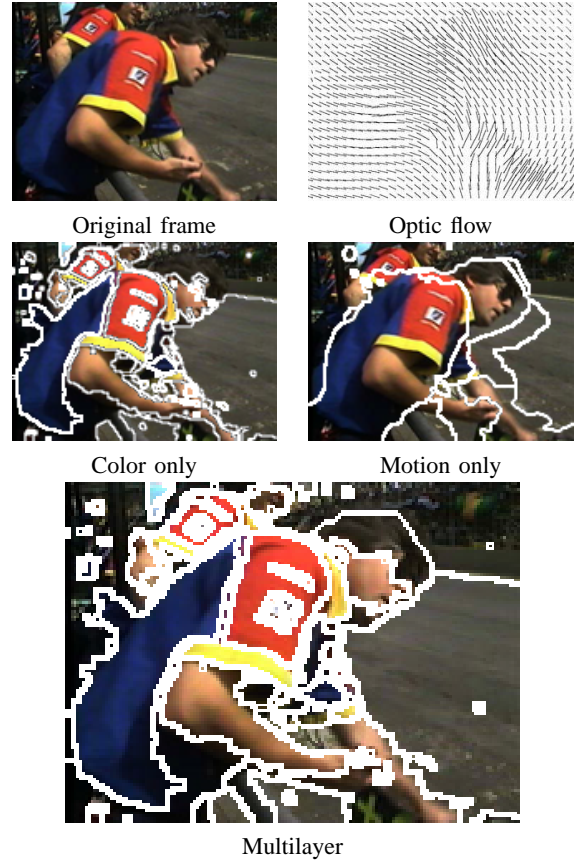 Original frame
Optic flow
Color only
Motion only
Multilayer